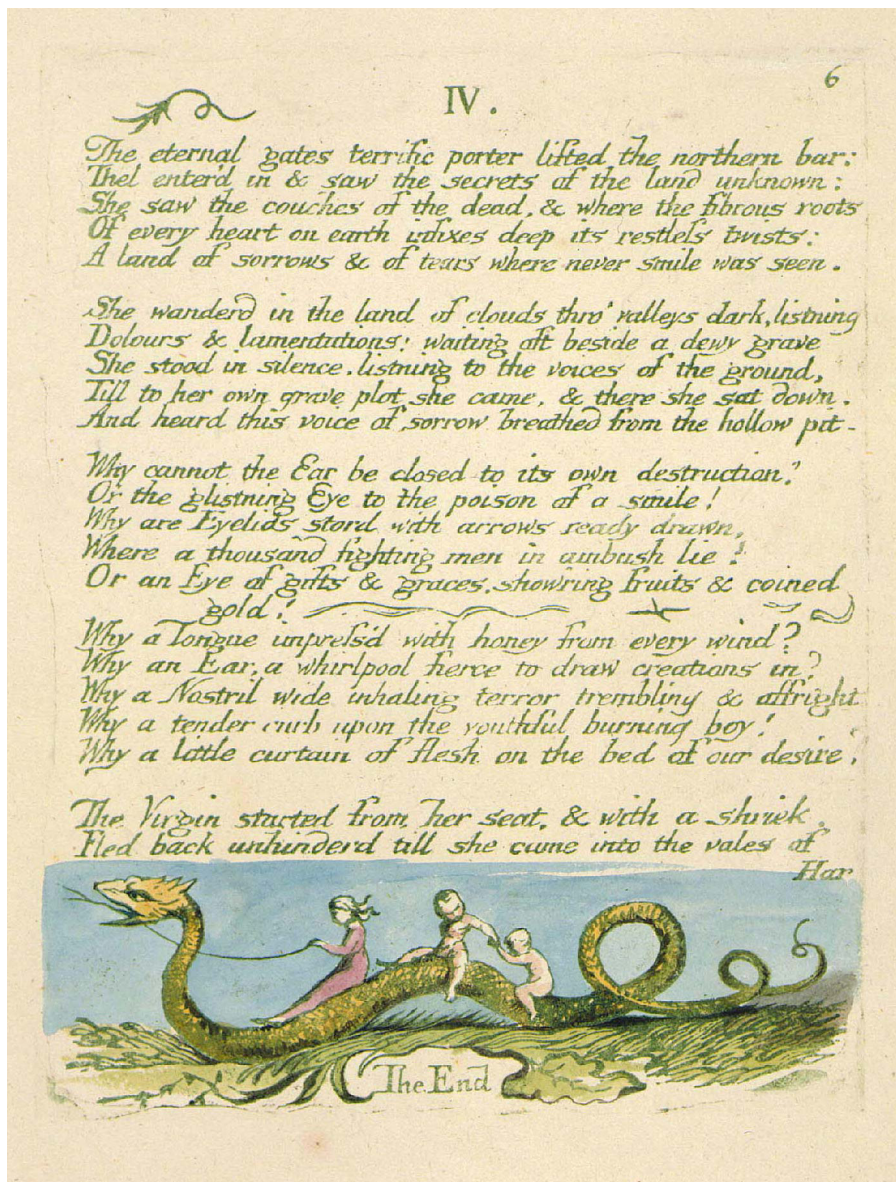 6
IV.
The eternal gates terrific porter lifted the northern bar:
Thel enter'd in & saw the secrets of the land unknown:
She saw the couches of the dead, & where the fibrous roots
Of every heart on earth infixes deep its restless twists:
A land of sorrows & of tears where never smile was seen.
She wanderd in the land of clouds thro' valleys dark, listning
Dolours & lamentations: waiting oft beside a dewy grave
She stood in silence. listning to the voices of the ground,
Till to her own grave plot she came, & there she sat down.
And heard this voice of sorrow breathed from the hollow pit.
Why cannot the Ear be closed to its own destruction?
Or the glistning Eye to the poison of a smile!
Why are Eyelids stord with arrows ready drawn,
Where a thousand fighting men in ambush lie!
Or an Eye of gifts & graces, show'ring fruits & coined
gold!
Why a Tongue impress'd with honey from every wind?
Why an Ear, a whirlpool fierce to draw creations in?
Why a Nostril wide inhaling terror trembling & affright
Why a tender curb upon the youthful burning boy!
Why a little curtain of flesh on the bed of our desire.
The Virgin started from her seat, & with a shriek.
Fled back unhinderd till she came into the vales of
Har
The End